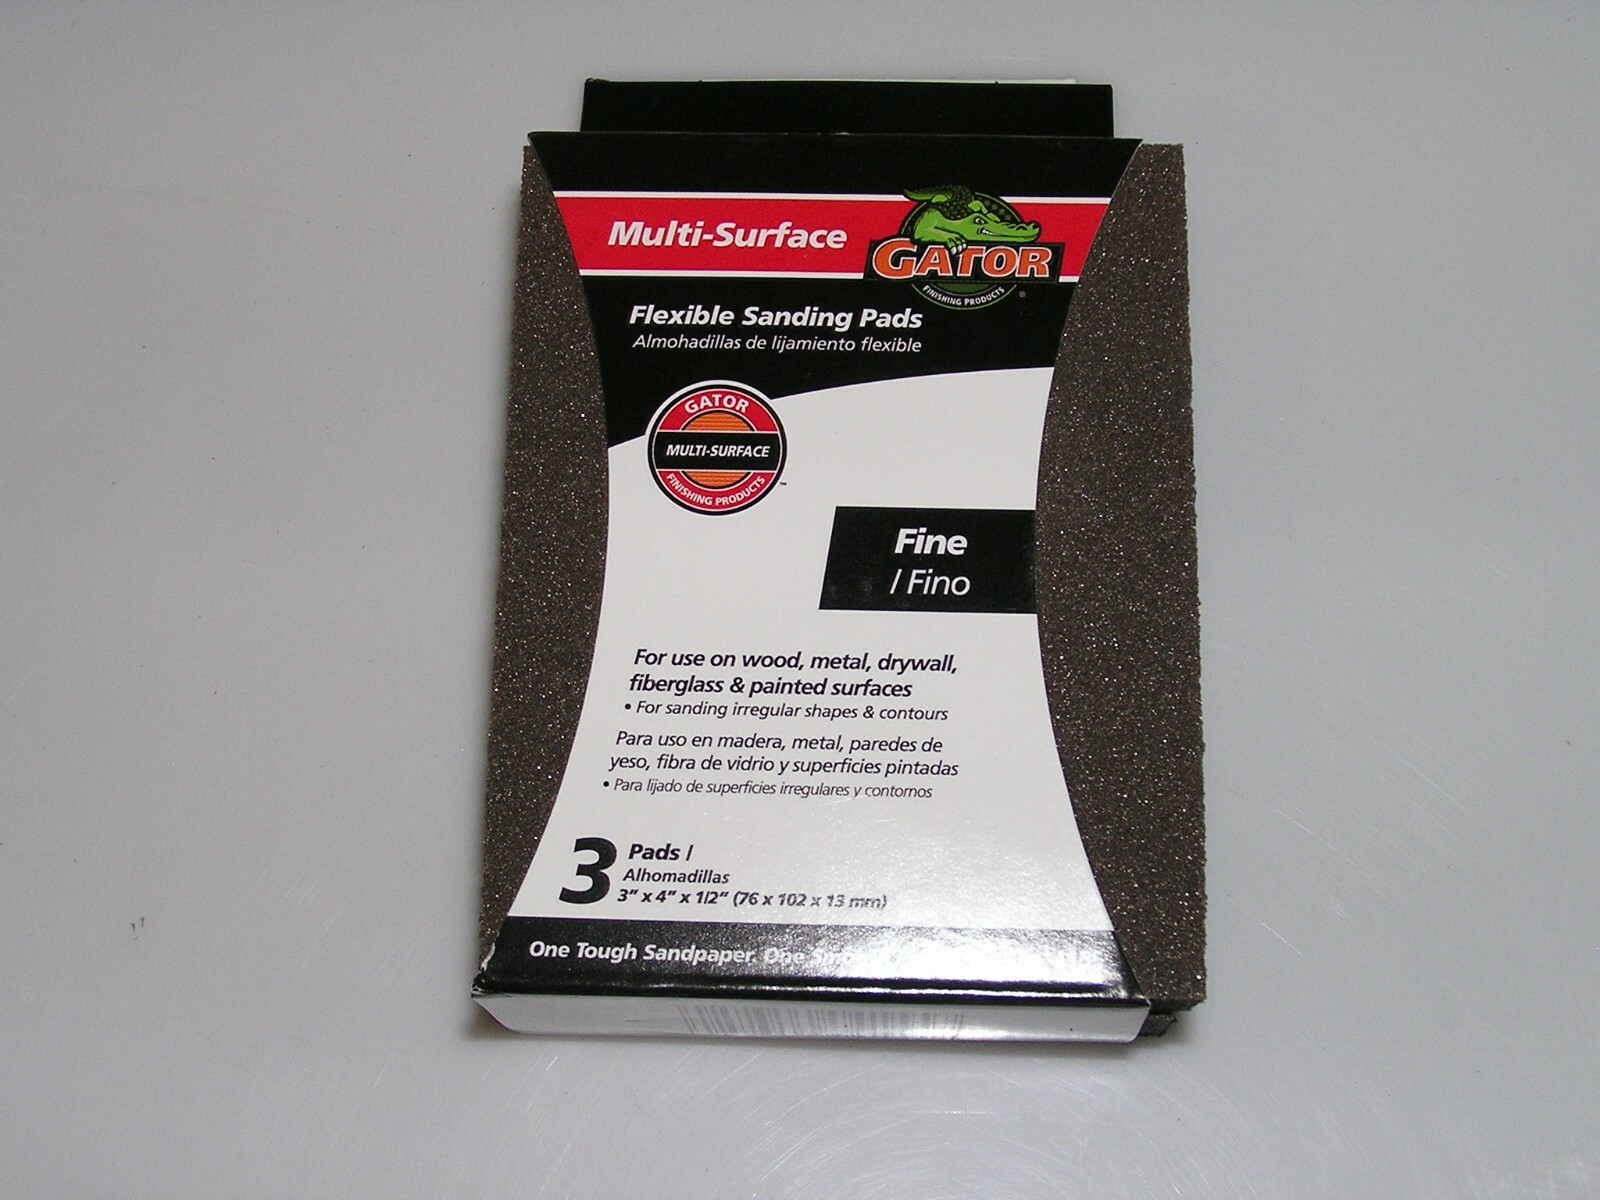 Multi-Surface
GATOR
FINISHING PRODUCTS
®
Flexible Sanding Pads
Almohadillas de lijamiento flexible
GATOR
MULTI-SURFACE
FINISHING PRODUCTS
™
Fine
/ Fino
For use on wood, metal, drywall,
fiberglass & painted surfaces
• For sanding irregular shapes & contours
Para uso en madera, metal, paredes de
yeso, fibra de vidrio y superficies pintadas
• Para lijado de superficies irregulares y contornos
3 Pads /
Alhomadillas
3" x 4" x 1/2" (76 x 102 x 13 mm)
One Tough Sandpaper. One